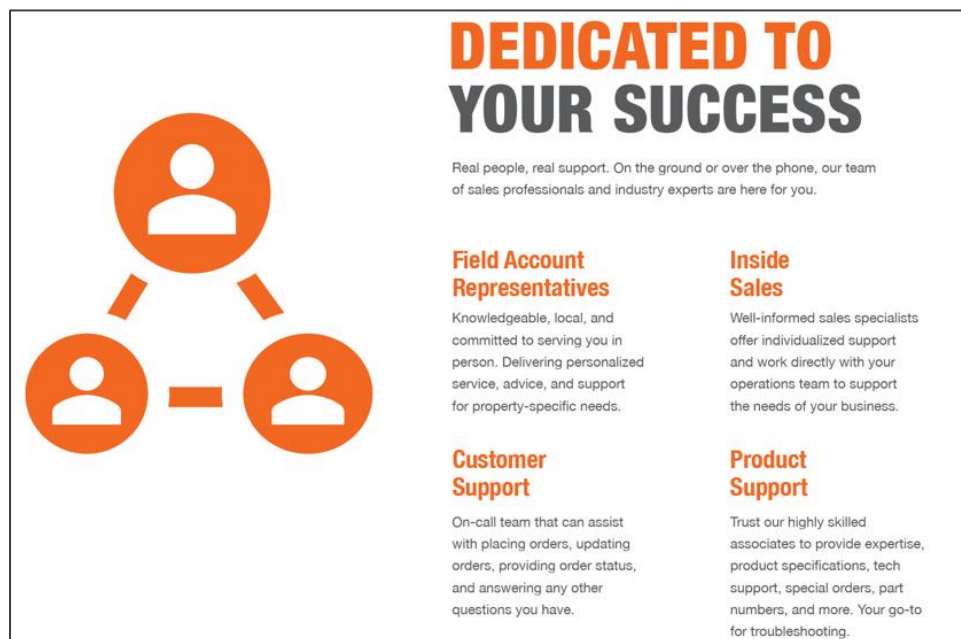 DEDICATED TO
YOUR SUCCESS
Real people, real support. On the ground or over the phone, our team
of sales professionals and industry experts are here for you.
Field Account
Representatives
Knowledgeable, local, and
committed to serving you in
person. Delivering personalized
service, advice, and support
for property-specific needs.
Inside
Sales
Well-informed sales specialists
offer individualized support
and work directly with your
operations team to support
the needs of your business.
Customer
Support
On-call team that can assist
with placing orders, updating
orders, providing order status,
and answering any other
questions you have.
Product
Support
Trust our highly skilled
associates to provide expertise,
product specifications, tech
support, special orders, part
numbers, and more. Your go-to
for troubleshooting.